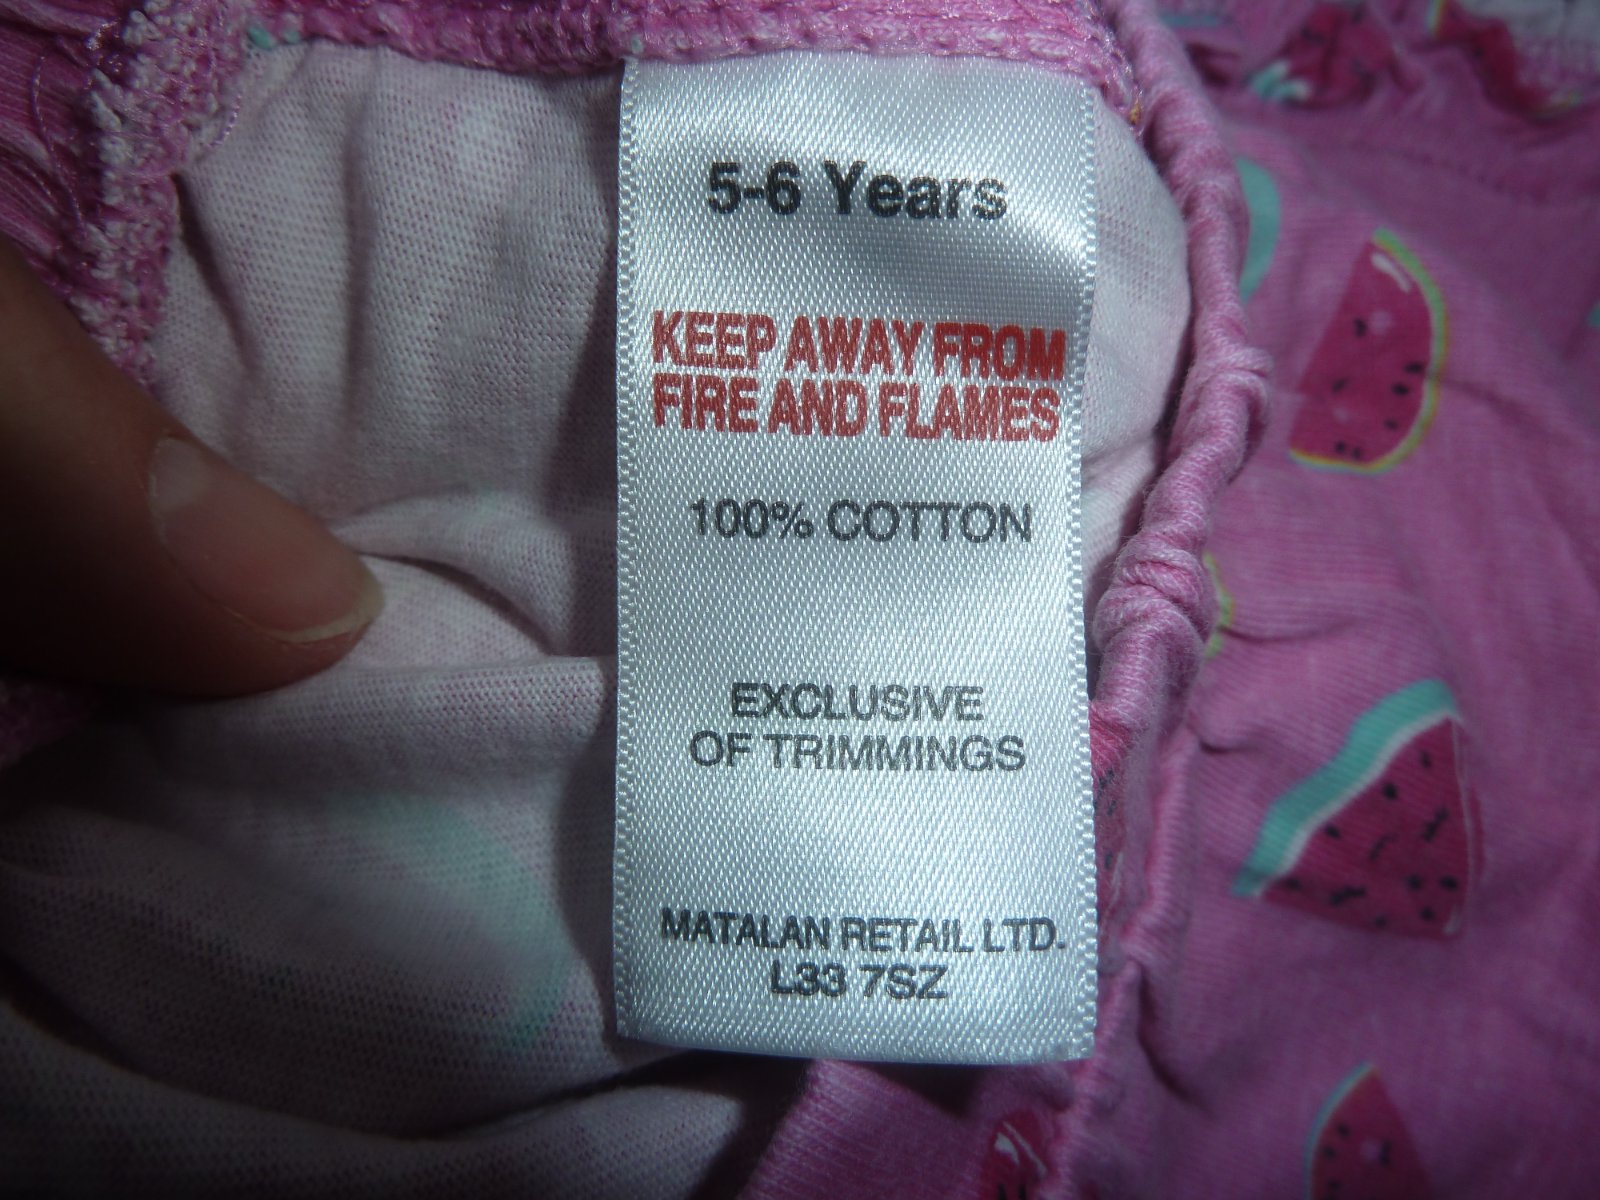 5-6 Years
KEEP AWAY FROM
FIRE AND FLAMES
100% COTTON
EXCLUSIVE
OF TRIMMINGS
MATALAN RETAIL LTD.
L33 7SZ